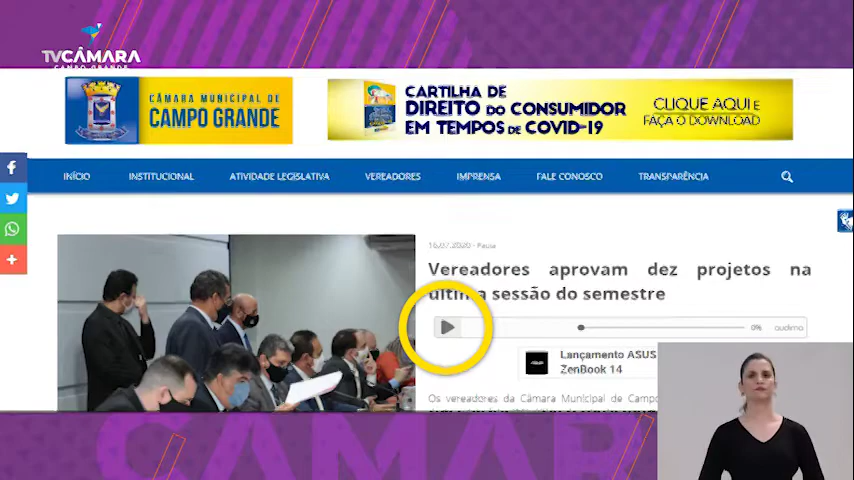 TVCÂMARA
CAMPO GRANDE
CÂMARA MUNICIPAL DE
CAMPO GRANDE
CARTILHA DE
DIREITO DO CONSUMIDOR
EM TEMPOS DE COVID-19
CLIQUE AQUI E
FAÇA O DOWNLOAD
INÍCIO INSTITUCIONAL ATIVIDADE LEGISLATIVA VEREADORES IMPRENSA FALE CONOSCO TRANSPARÊNCIA
16.07.2020 - Pauta
Vereadores aprovam dez projetos na
última sessão do semestre
0% audima
Lançamento ASUS
ZenBook 14
Os vereadores da Câmara Municipal de Campo
CÂMAR